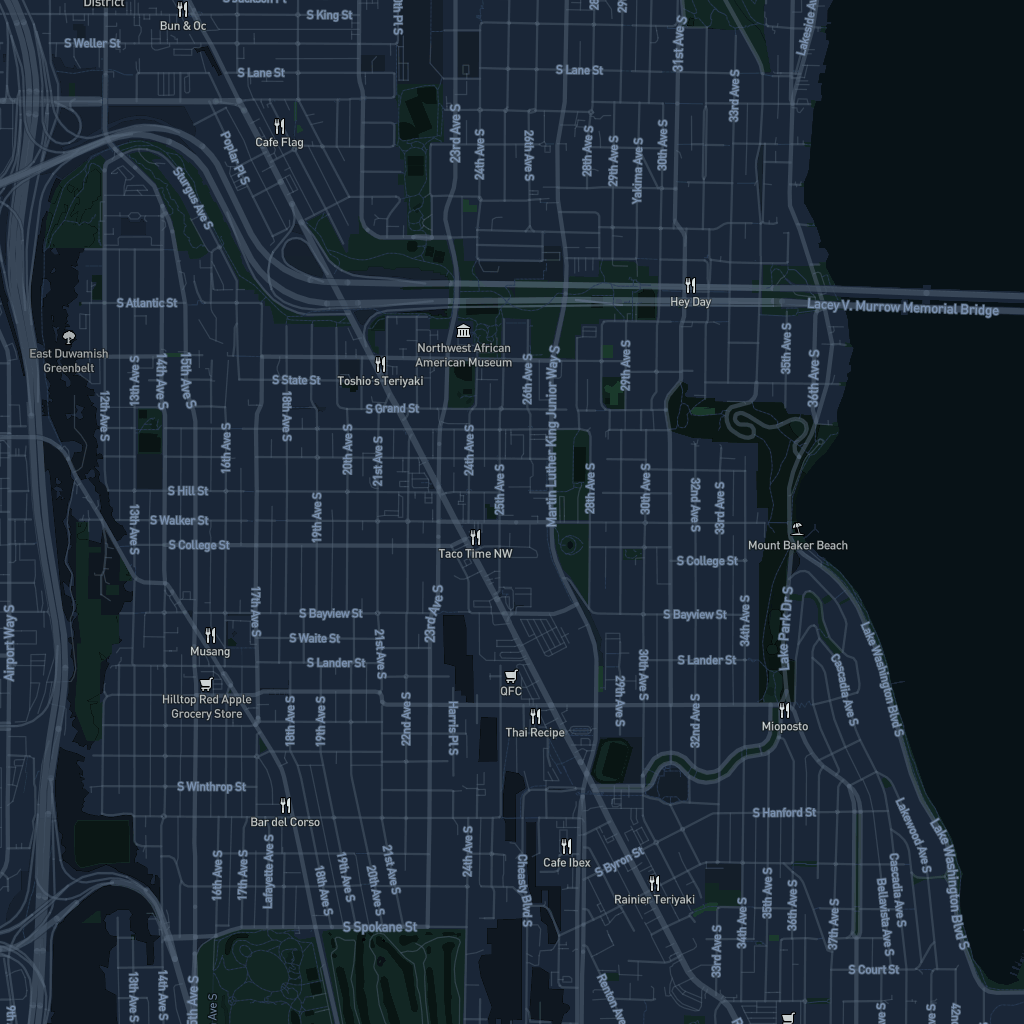 District
S Jackson Pl
S King St
Bun & Oc
S Weller St
S Lane St
S Lane St
31st Ave S
33rd Ave S
Lakeside Av
Cafe Flag
Poplar Pl S
23rd Ave S
24th Ave S
26th Ave S
28th Ave S
29th Ave S
Yakima Ave S
30th Ave S
Sturgus Ave S
Hey Day
Lacey V. Murrow Memorial Bridge
S Atlantic St
East Duwamish
Greenbelt
Northwest African
American Museum
Toshio's Teriyaki
S State St
S Grand St
12th Ave S
13th Ave S
14th Ave S
15th Ave S
16th Ave S
18th Ave S
20th Ave S
21st Ave S
24th Ave S
26th Ave S
Martin Luther King Junior Way S
29th Ave S
35th Ave S
36th Ave S
S Hill St
S Walker St
S College St
13th Ave S
19th Ave S
25th Ave S
28th Ave S
30th Ave S
32nd Ave S
33rd Ave S
Taco Time NW
Mount Baker Beach
S College St
S Bayview St
S Waite St
S Lander St
S Bayview St
S Lander St
17th Ave S
21st Ave S
23rd Ave S
34th Ave S
Lake Park Dr S
Lake Washington Blvd S
Cascadia Ave S
Airport Way S
Musang
Hilltop Red Apple
Grocery Store
QFC
Thai Recipe
Mioposto
18th Ave S
19th Ave S
22nd Ave S
Harris Pl S
29th Ave S
30th Ave S
32nd Ave S
S Winthrop St
Bar del Corso
S Hanford St
Cafe Ibex
S Byron St
Rainier Teriyaki
16th Ave S
17th Ave S
Lafayette Ave S
18th Ave S
19th Ave S
20th Ave S
21st Ave S
24th Ave S
Cheasty Blvd S
Lakewood Ave S
Lake Washington Blvd S
Cascadia Ave S
Bellavista Ave S
33rd Ave S
34th Ave S
35th Ave S
36th Ave S
37th Ave S
S Spokane St
S Court St
13th Ave S
14th Ave S
15th Ave S
Ave S
Renton Ave
42nd